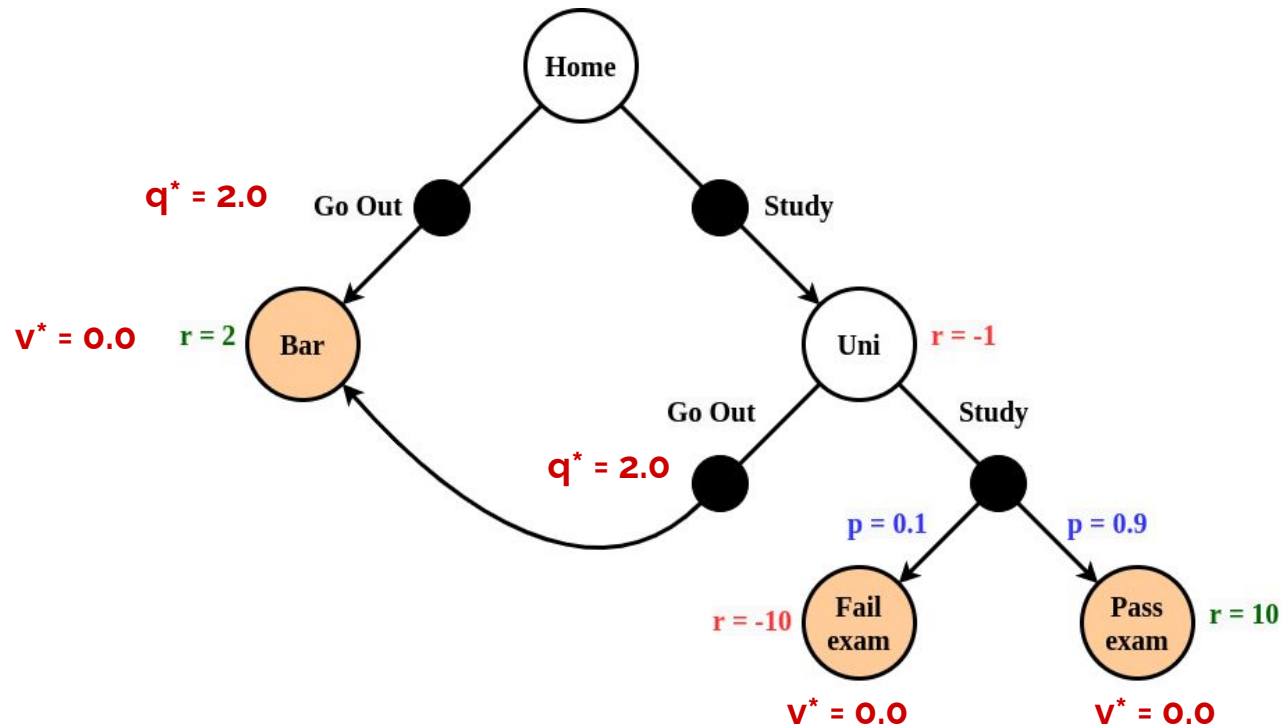 Home
q* = 2.0
Go Out
Study
v* = 0.0
r = 2
Bar
Uni
r = -1
Go Out
Study
q* = 2.0
p = 0.1
p = 0.9
r = -10
Fail
exam
Pass
exam
r = 10
v* = 0.0
v* = 0.0